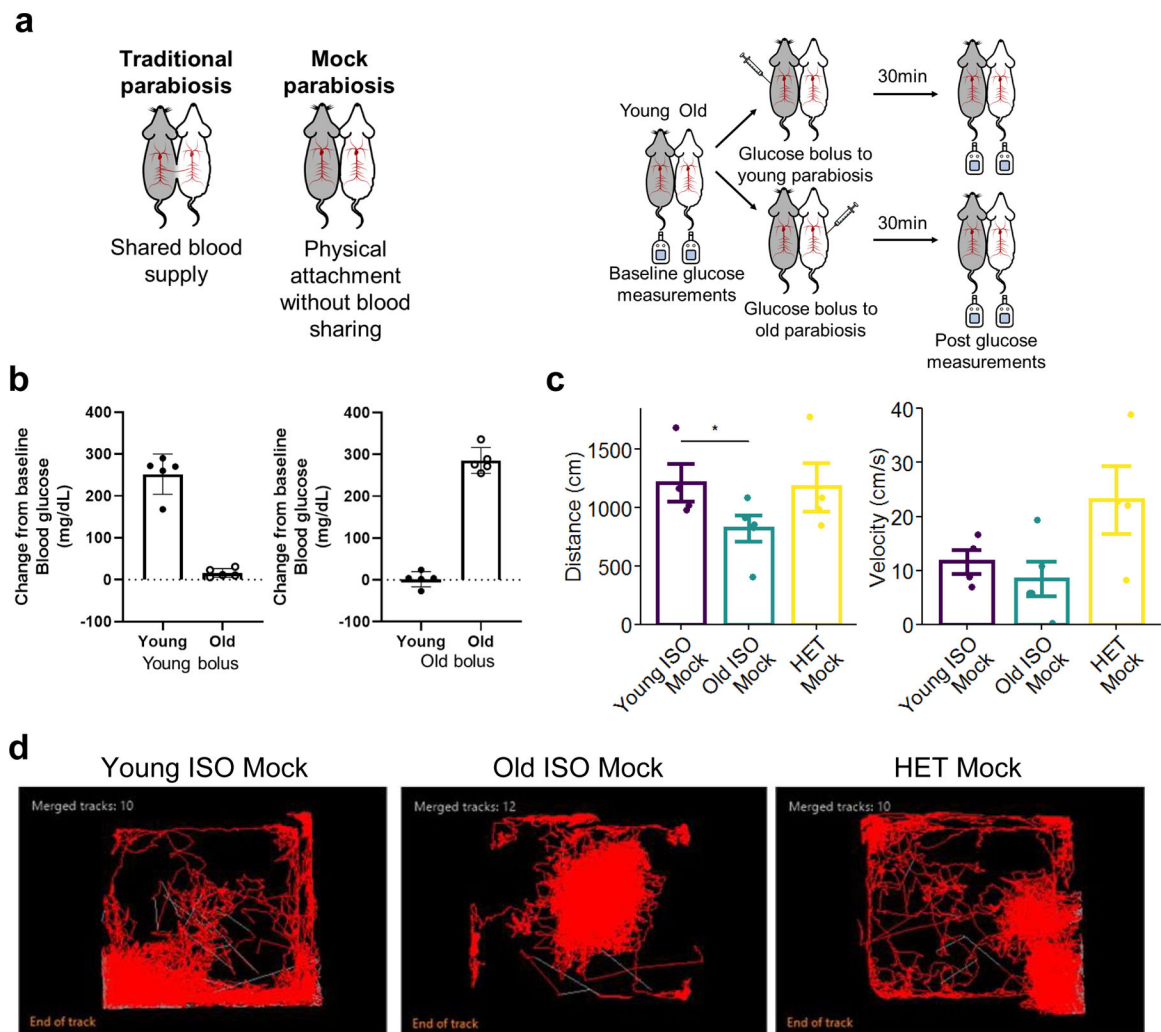 a
Traditional
parabiosis
Mock
parabiosis
Shared blood
supply
Physical
attachment
without blood
sharing
Young Old
Baseline glucose
measurements
Glucose bolus to
young parabiosis
30min
Glucose bolus to
old parabiosis
30min
Post glucose
measurements
b
Change from baseline
Blood glucose
(mg/dL)
400
300
200
100
0
-100
Young Old
Young bolus
Change from baseline
Blood glucose
(mg/dL)
400
300
200
100
0
-100
Young Old
Old bolus
c
Distance (cm)
1500
1000
500
0
*
Young ISO
Mock
Old ISO
Mock
HET
Mock
Velocity (cm/s)
40
30
20
10
0
Young ISO
Mock
Old ISO
Mock
HET
Mock
d
Young ISO Mock
Merged tracks: 10
End of track
Old ISO Mock
Merged tracks: 12
End of track
HET Mock
Merged tracks: 10
End of track